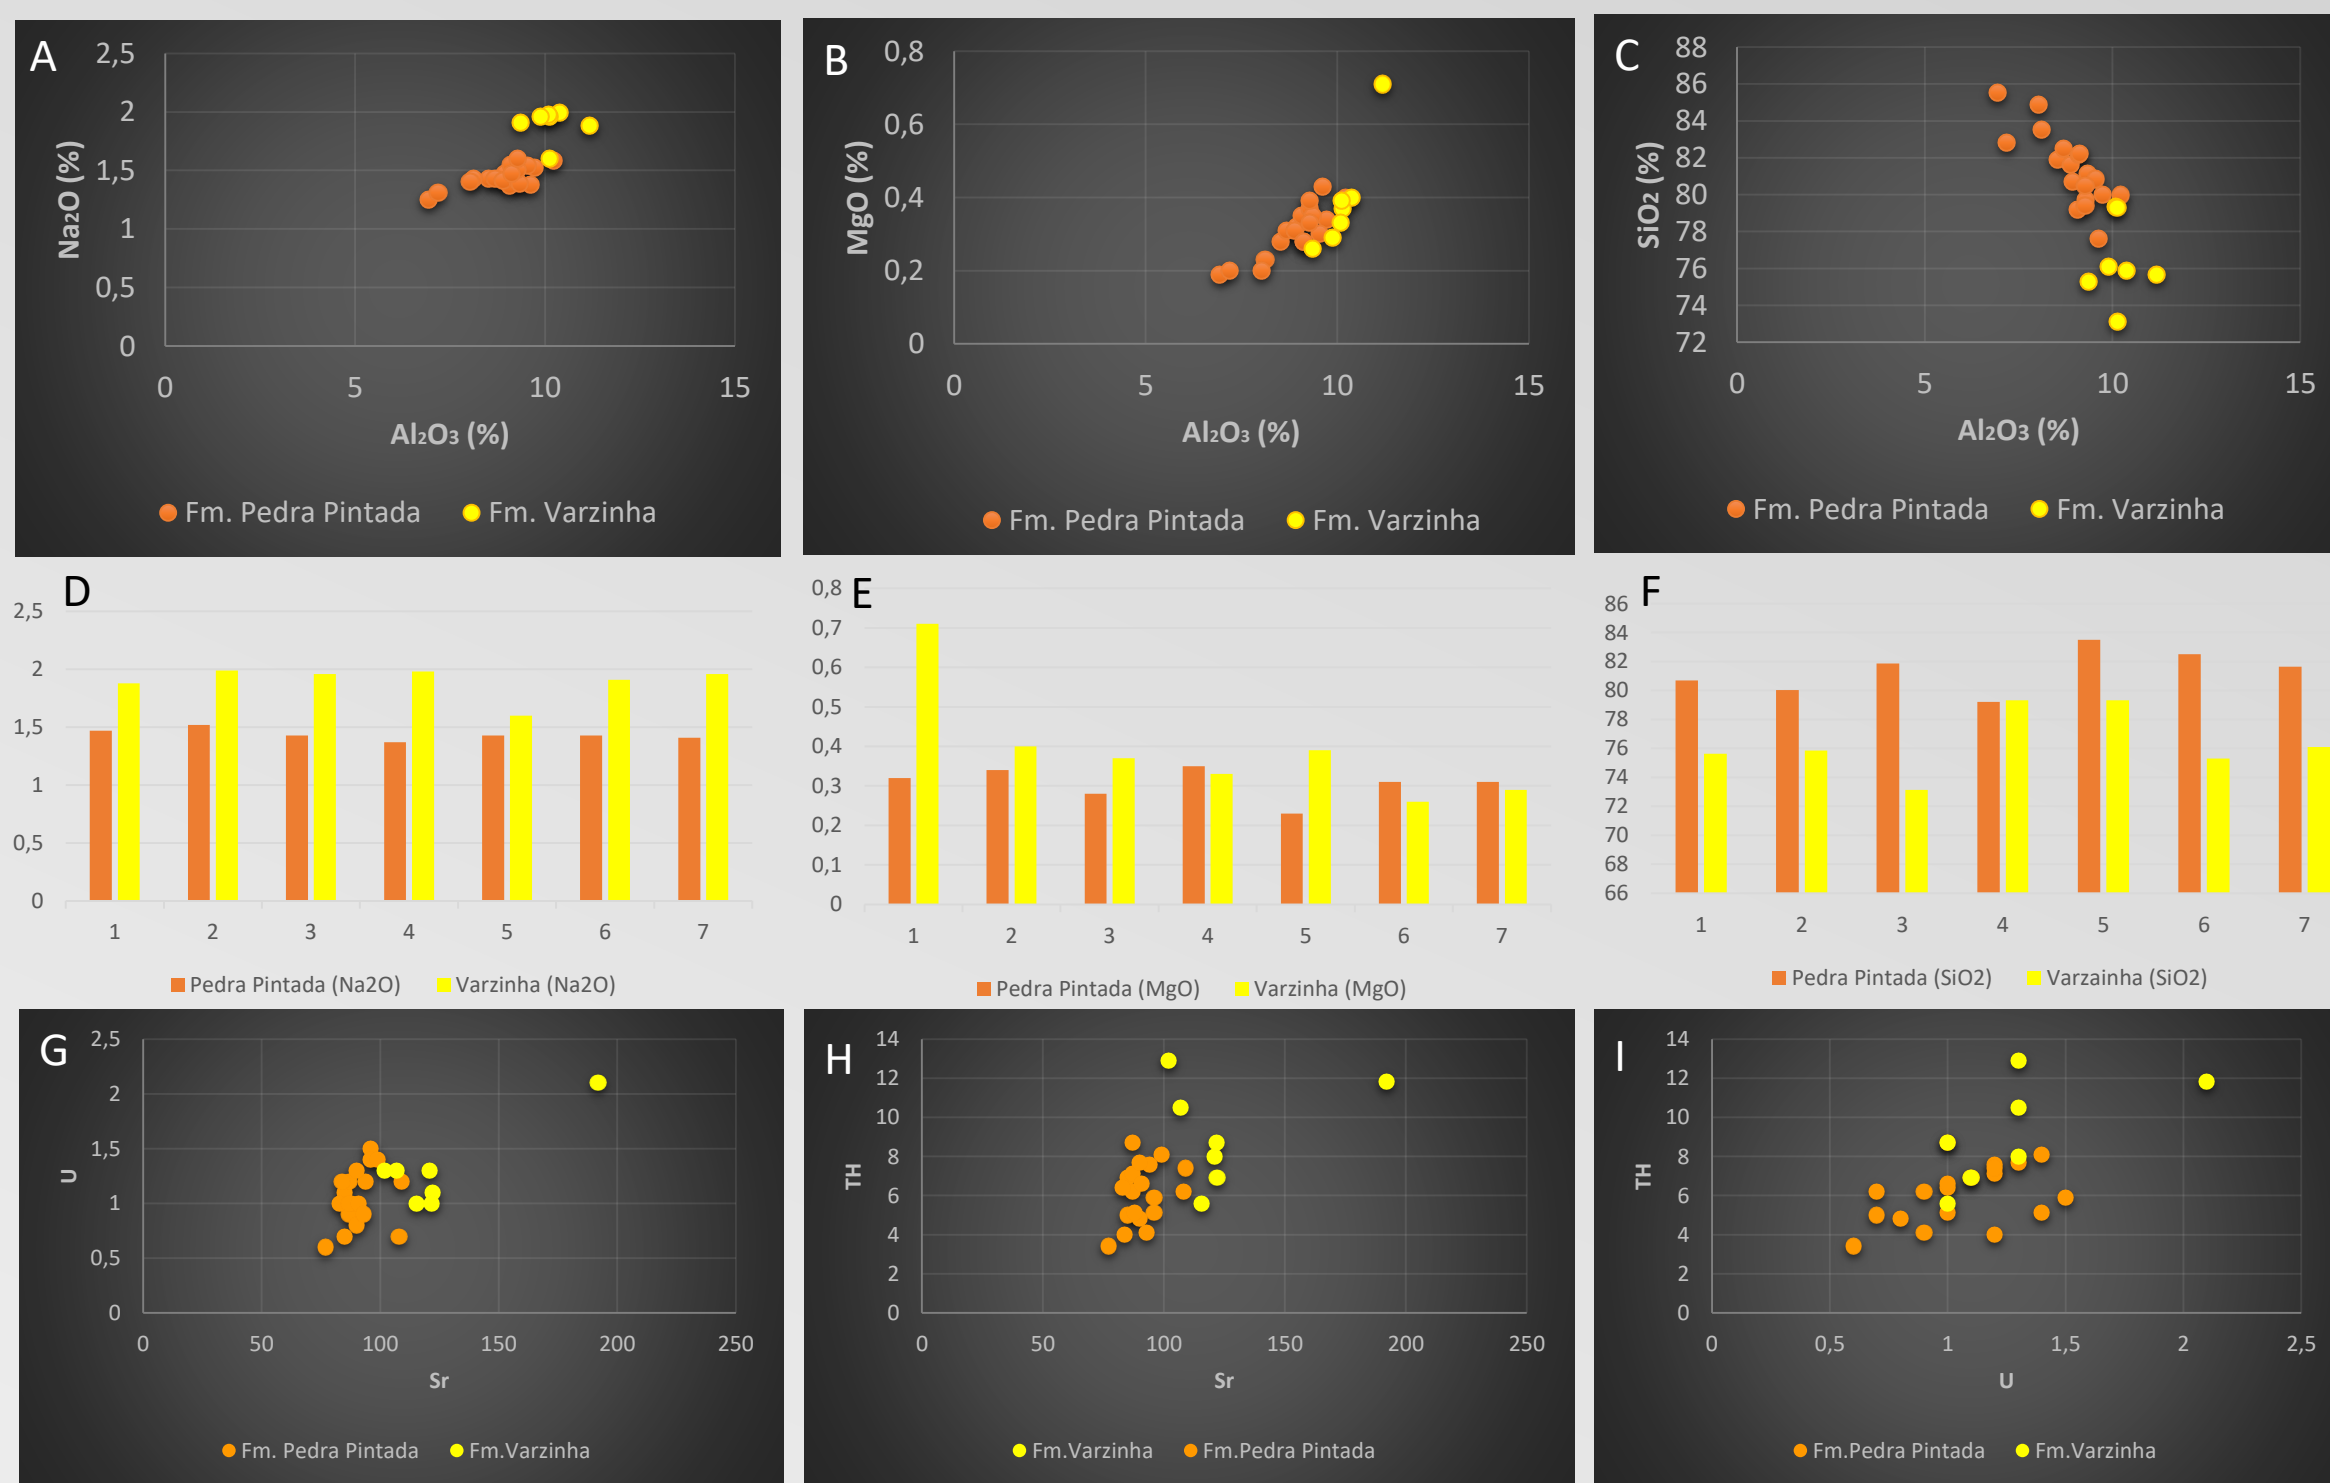 A
2,5
2
1,5
1
0,5
0
Na2O (%)
0 5 10 15
Al2O3 (%)
Fm. Pedra Pintada Fm. Varzinha
B
0,8
0,6
0,4
0,2
0
MgO (%)
0 5 10 15
Al2O3 (%)
Fm. Pedra Pintada Fm. Varzinha
C
88
86
84
82
80
78
76
74
72
SiO2 (%)
0 5 10 15
Al2O3 (%)
Fm. Pedra Pintada Fm. Varzinha
D
2,5
2
1,5
1
0,5
0
1 2 3 4 5 6 7
Pedra Pintada (Na2O) Varzinha (Na2O)
E
0,8
0,7
0,6
0,5
0,4
0,3
0,2
0,1
0
1 2 3 4 5 6 7
Pedra Pintada (MgO) Varzinha (MgO)
F
86
84
82
80
78
76
74
72
70
68
66
1 2 3 4 5 6 7
Pedra Pintada (SiO2) Varzainha (SiO2)
G
2,5
2
1,5
1
0,5
0
U
0 50 100 150 200 250
Sr
Fm. Pedra Pintada Fm.Varzinha
H
14
12
10
8
6
4
2
0
TH
0 50 100 150 200 250
Sr
Fm.Varzinha Fm.Pedra Pintada
I
14
12
10
8
6
4
2
0
TH
0 0,5 1 1,5 2 2,5
U
Fm.Pedra Pintada Fm.Varzinha